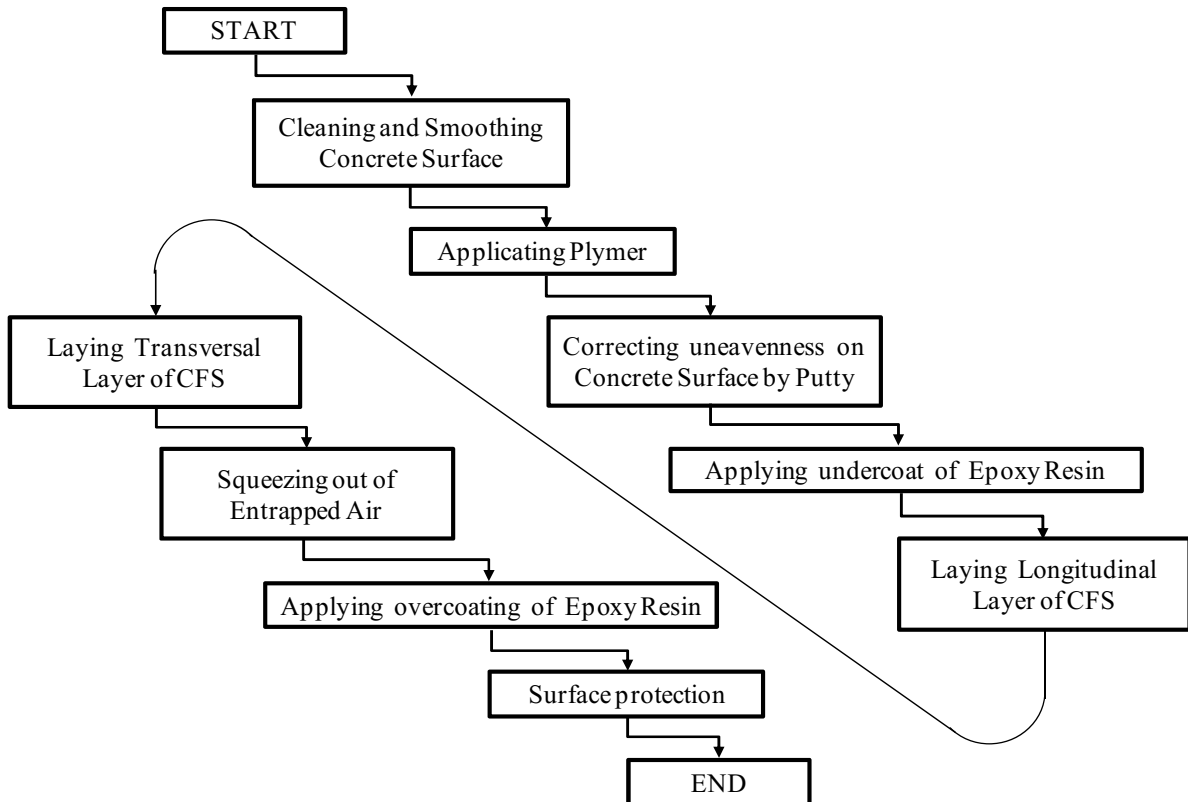 START
Cleaning and Smoothing
Concrete Surface
Applicating Plymer
Correcting uneavenness on
Concrete Surface by Putty
Applying undercoat of Epoxy Resin
Laying Longitudinal
Layer of CFS
Laying Transversal
Layer of CFS
Squeezing out of
Entrapped Air
Applying overcoating of Epoxy Resin
Surface protection
END